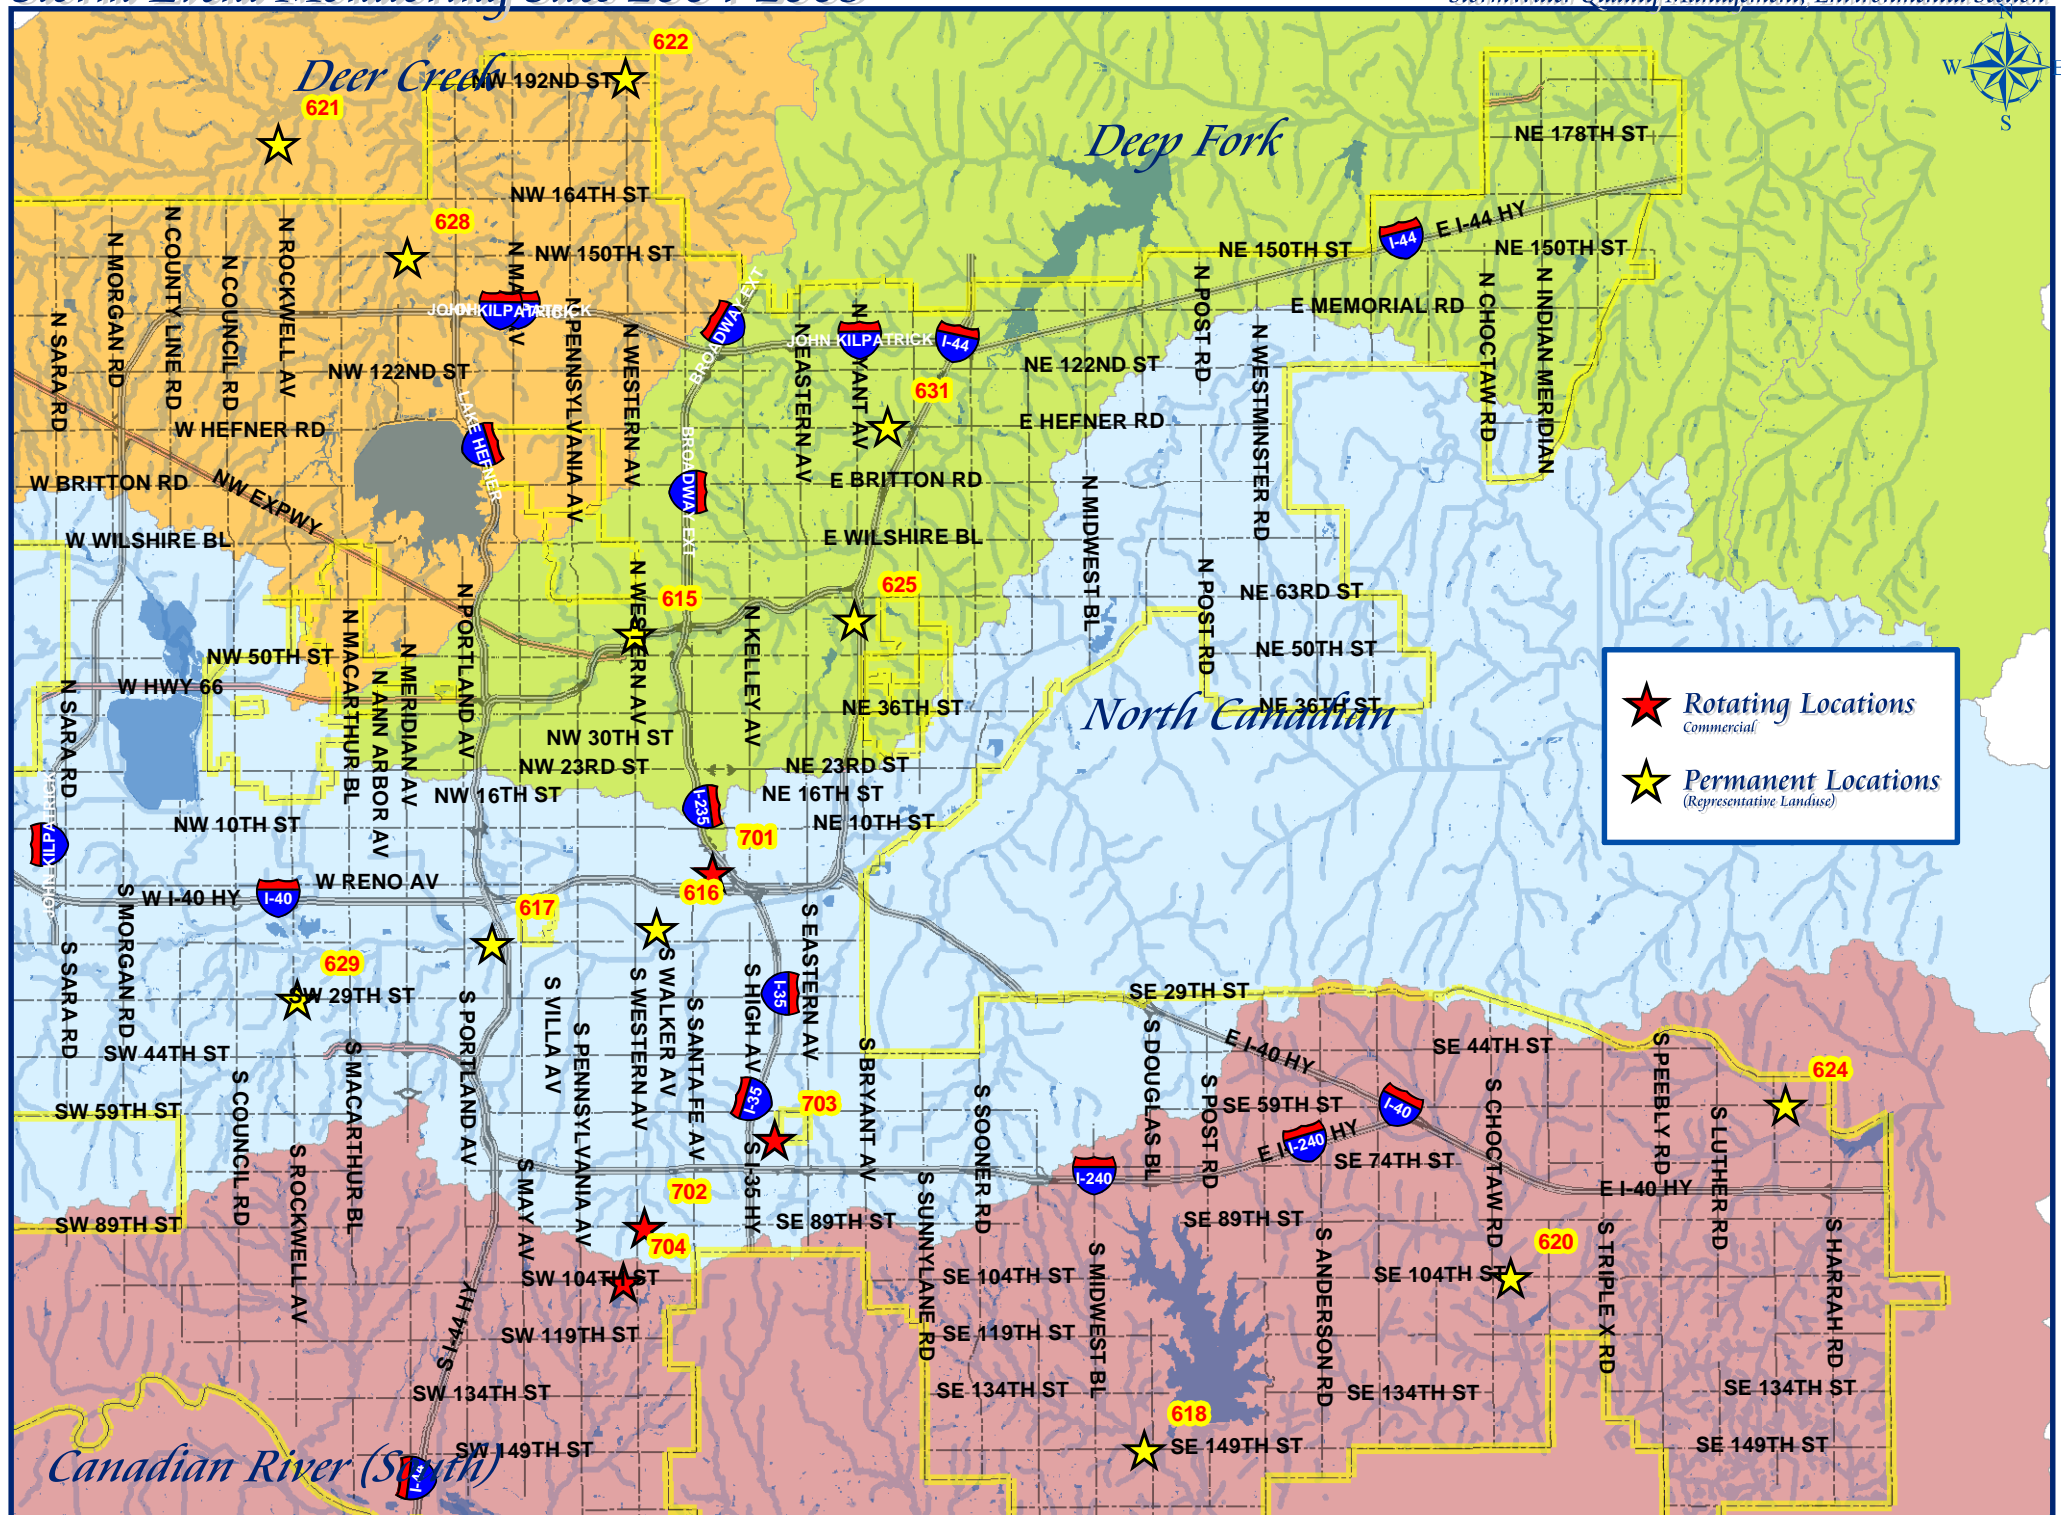 Deer Creek
622
NW 192ND ST
621
Deep Fork
NE 178TH ST
N
W
E
S
NW 164TH ST
628
NW 150TH ST
NE 150TH ST
I-44
E I-44 HY
NE 150TH ST
N SARA RD
N MORGAN RD
N COUNTY LINE RD
N COUNCIL RD
N ROCKWELL AV
JOHN KILPATRICK
N PENNSYLVANIA AV
N WESTERN AV
BROADWAY EXT
N EASTERN AV
JOHN KILPATRICK
I-44
N POST RD
E MEMORIAL RD
N WESTMINSTER RD
N CHOCTAW RD
N INDIAN MERIDIAN
NW 122ND ST
NE 122ND ST
631
W HEFNER RD
LAKE HEFNER
E HEFNER RD
W BRITTON RD
NW EXPWY
BROADWAY EXT
E BRITTON RD
N MIDWEST BL
W WILSHIRE BL
E WILSHIRE BL
N PORTLAND AV
615
625
NE 63RD ST
N MACARTHUR BL
N WESTERN AV
N KELLEY AV
N POST RD
NW 50TH ST
N MERIDIAN AV
NE 50TH ST
W HWY 66
N SARA RD
N ANN ARBOR AV
NE 36TH ST
North Canadian
NE 36TH ST
Rotating Locations
Commercial
Permanent Locations
(Representative Landuse)
NW 30TH ST
NW 23RD ST
NE 23RD ST
NW 16TH ST
I-235
NE 16TH ST
NW 10TH ST
NE 10TH ST
701
W RENO AV
W I-40 HY
I-40
616
617
S MORGAN RD
S SARA RD
629
SW 29TH ST
S PORTLAND AV
S VILLA AV
S PENNSYLVANIA AV
S WESTERN AV
S WALKER AV
S SANTA FE AV
S HIGH AV
I-35
S EASTERN AV
SE 29TH ST
SW 44TH ST
S COUNCIL RD
S MACARTHUR BL
S BRYANT AV
S DOUGLAS BL
E I-40 HY
SE 44TH ST
S PEEBLY RD
624
SW 59TH ST
I-35
703
S SOONER RD
S POST RD
SE 59TH ST
I-40
S CHOCTAW RD
S LUTHER RD
S ROCKWELL AV
S MAY AV
S I-35 HY
I-240
I-240
SE 74TH ST
E I-40 HY
702
S SUNNYLANE RD
SW 89TH ST
SE 89TH ST
SE 89TH ST
704
S MIDWEST BL
S ANDERSON RD
620
S TRIPLE X RD
S HARRAH RD
SW 104TH ST
SE 104TH ST
SE 104TH ST
S I-44 HY
SW 119TH ST
SE 119TH ST
SW 134TH ST
SE 134TH ST
SE 134TH ST
SE 134TH ST
618
Canadian River (South)
SW 149TH ST
SE 149TH ST
SE 149TH ST
I-44